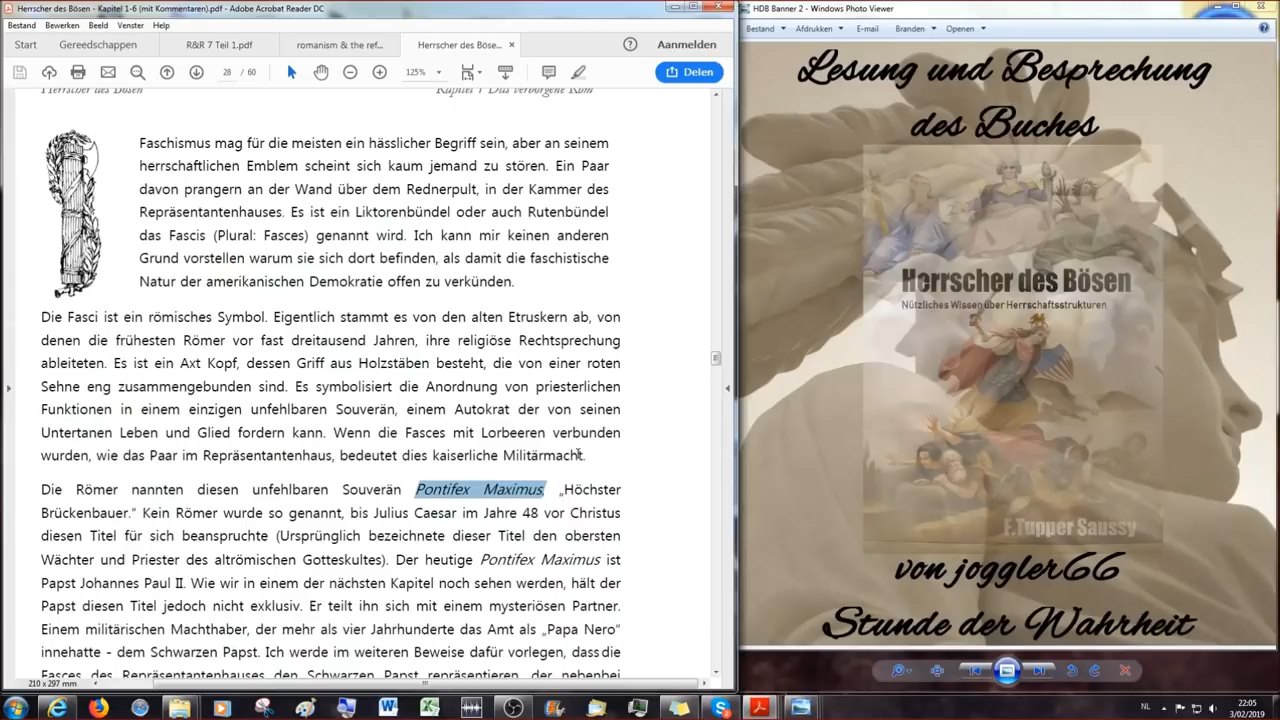 Herrscher des Bösen - Kapitel 1-6 (mit Kommentaren).pdf - Adobe Acrobat Reader DC
Bestand Bewerken Beeld Venster Help
Start Gereedschappen R&R 7 Teil 1.pdf romanism & the ref... Herrscher des Böse... × Aanmelden
28 / 60 125% Delen
Herrscher des Bösen Kapitel 1 Das verborgene Rom
Faschismus mag für die meisten ein hässlicher Begriff sein, aber an seinem
herrschaftlichen Emblem scheint sich kaum jemand zu stören. Ein Paar
davon prangern an der Wand über dem Rednerpult, in der Kammer des
Repräsentantenhauses. Es ist ein Liktorenbündel oder auch Rutenbündel
das Fascis (Plural: Fasces) genannt wird. Ich kann mir keinen anderen
Grund vorstellen warum sie sich dort befinden, als damit die faschistische
Natur der amerikanischen Demokratie offen zu verkünden.
Die Fasci ist ein römisches Symbol. Eigentlich stammt es von den alten Etruskern ab, von
denen die frühesten Römer vor fast dreitausend Jahren, ihre religiöse Rechtsprechung
ableiteten. Es ist ein Axt Kopf, dessen Griff aus Holzstäben besteht, die von einer roten
Sehne eng zusammengebunden sind. Es symbolisiert die Anordnung von priesterlichen
Funktionen in einem einzigen unfehlbaren Souverän, einem Autokrat der von seinen
Untertanen Leben und Glied fordern kann. Wenn die Fasces mit Lorbeeren verbunden
wurden, wie das Paar im Repräsentantenhaus, bedeutet dies kaiserliche Militärmacht.
Die Römer nannten diesen unfehlbaren Souverän Pontifex Maximus, „Höchster
Brückenbauer.“ Kein Römer wurde so genannt, bis Julius Caesar im Jahre 48 vor Christus
diesen Titel für sich beanspruchte (Ursprünglich bezeichnete dieser Titel den obersten
Wächter und Priester des altrömischen Gotteskultes). Der heutige Pontifex Maximus ist
Papst Johannes Paul II. Wie wir in einem der nächsten Kapitel noch sehen werden, hält der
Papst diesen Titel jedoch nicht exklusiv. Er teilt ihn sich mit einem mysteriösen Partner.
Einem militärischen Machthaber, der mehr als vier Jahrhunderte das Amt als „Papa Nero“
innehatte - dem Schwarzen Papst. Ich werde im weiteren Beweise dafür vorlegen, dass die
Fasces des Repräsentantenhauses den Schwarzen Papst repräsentieren, der nebenbei
210 x 297 mm
HDB Banner 2 - Windows Photo Viewer
Bestand Afdrukken E-mail Branden Openen
Lesung und Besprechung
des Buches
Herrscher des Bösen
Nützliches Wissen über Herrschaftsstrukturen
F.Tupper Saussy
von joggler66
Stunde der Wahrheit
NL 22:05
3/02/2019